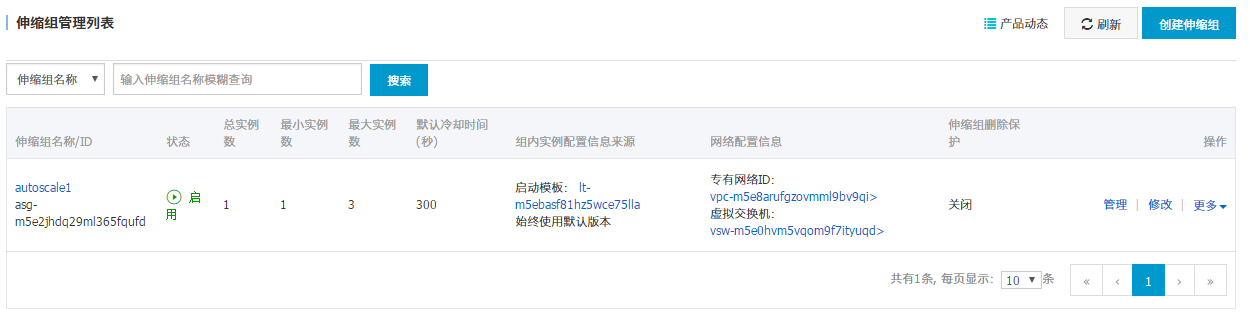 伸缩组管理列表
产品动态
刷新
创建伸缩组
伸缩组名称
输入伸缩组名称模糊查询
搜索
伸缩组名称/ID
状态
总实例
数
最小实例
数
最大实例
数
默认冷却时间
(秒)
组内实例配置信息来源
网络配置信息
伸缩组删除保
护
操作
autoscale1
asg-
m5e2jhdq29ml365fqufd
启
用
1
1
3
300
启动模板： lt-
m5ebasf81hz5wce75lla
始终使用默认版本
专有网络ID：
vpc-m5e8arufgzovmml9bv9qi>
虚拟交换机：
vsw-m5e0hvm5vqom9f7ityuqd>
关闭
管理 | 修改 | 更多
共有1条, 每页显示： 10 条
« ‹ 1 › »